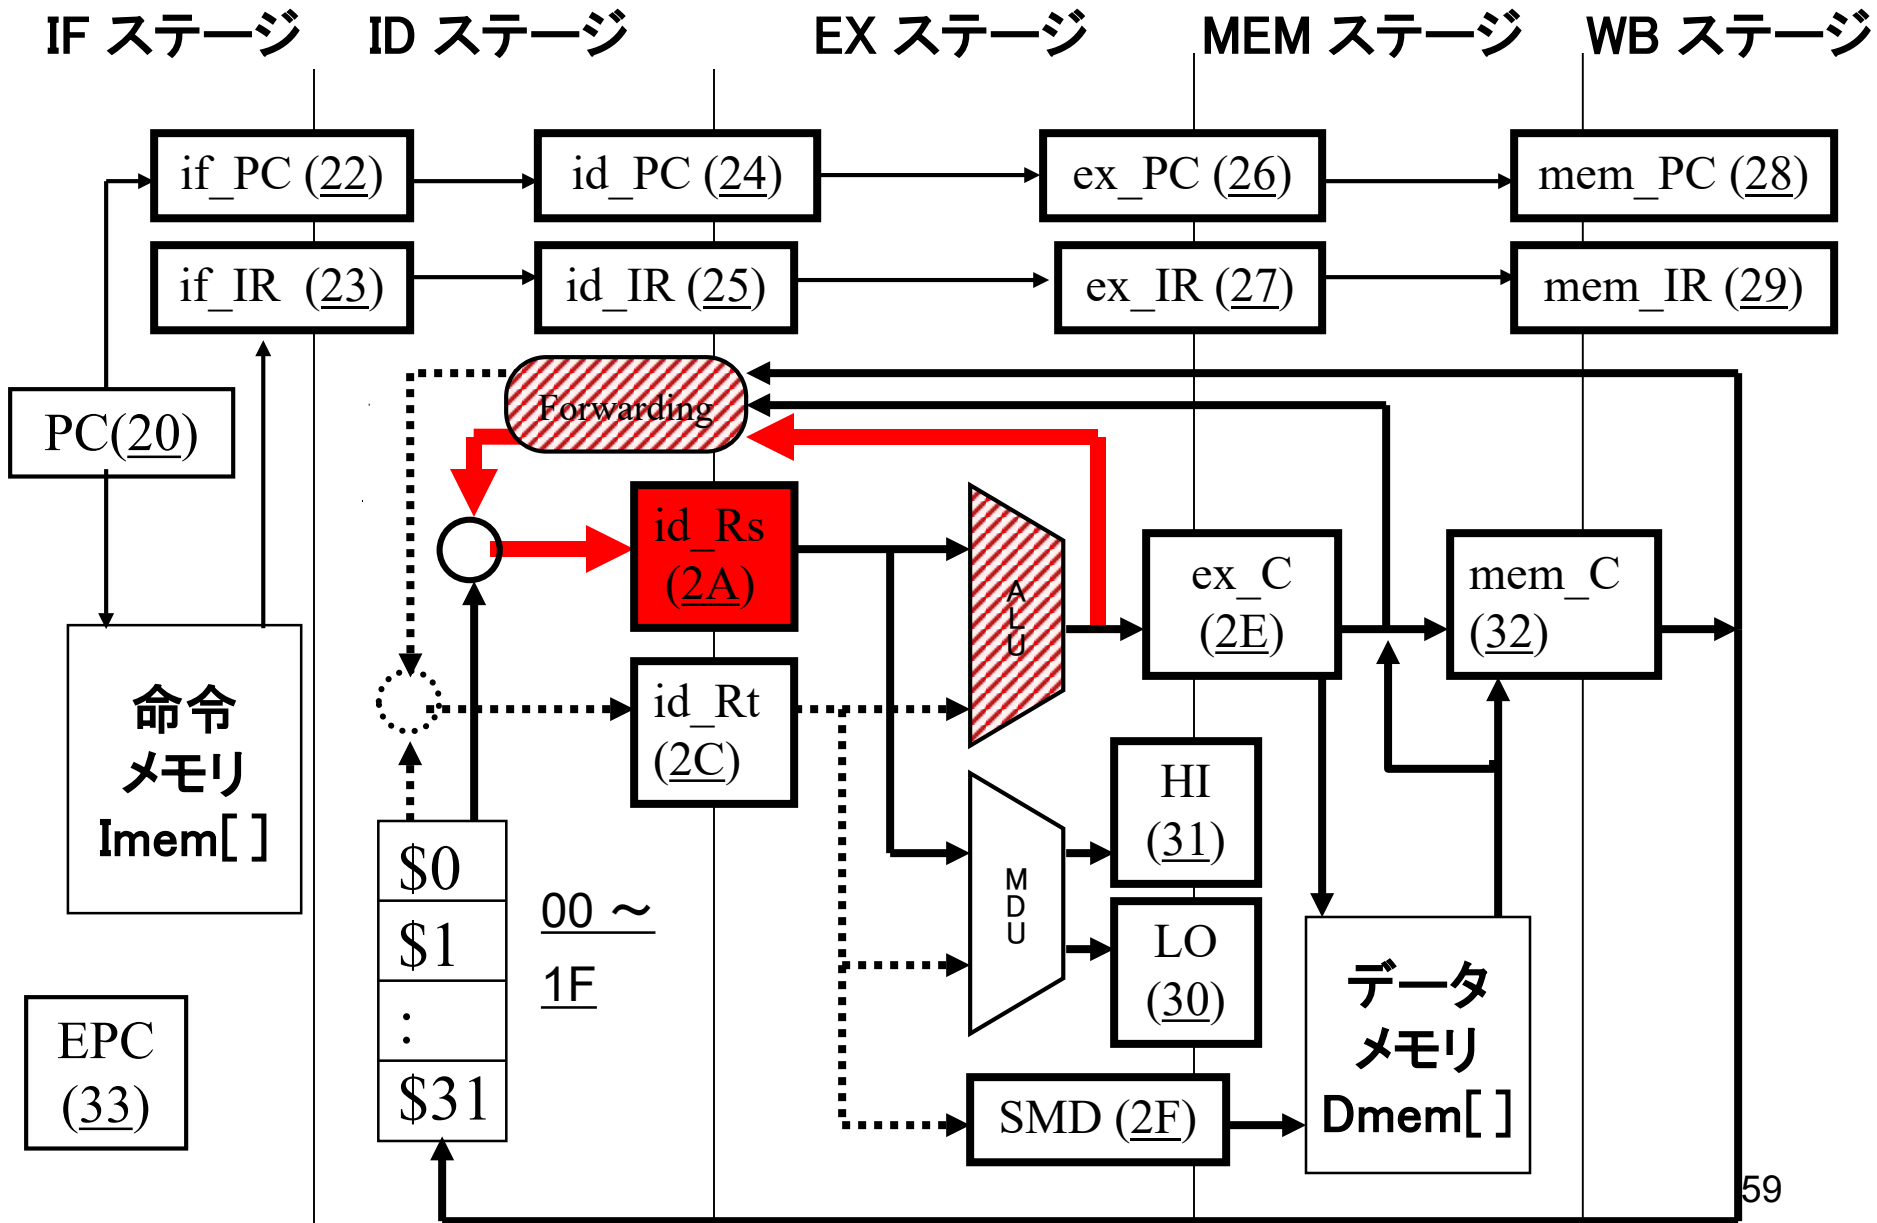 IF ステージ
ID ステージ
EX ステージ
MEM ステージ
WB ステージ
if_PC (22)
id_PC (24)
ex_PC (26)
mem_PC (28)
if_IR (23)
id_IR (25)
ex_IR (27)
mem_IR (29)
PC(20)
Forwarding
id_Rs
(2A)
ALU
ex_C
(2E)
mem_C
(32)
命令
メモリ
Imem[ ]
id_Rt
(2C)
HI
(31)
$0
$1
:
$31
00 ～
1F
MDU
LO
(30)
データ
メモリ
Dmem[ ]
EPC
(33)
SMD (2F)
59